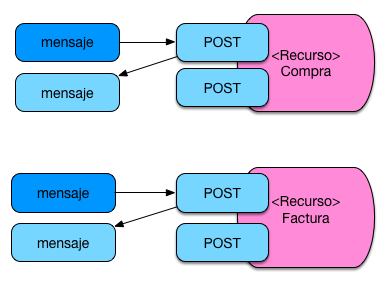 mensaje
POST
<Recurso>
Compra
mensaje
POST
mensaje
POST
<Recurso>
Factura
mensaje
POST